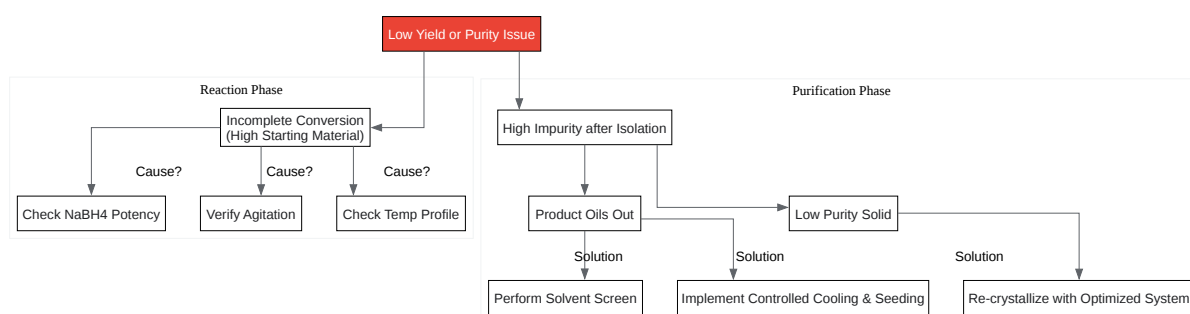 Low Yield or Purity Issue
Reaction Phase
Purification Phase
Incomplete Conversion
(High Starting Material)
High Impurity after Isolation
Cause?
Cause?
Cause?
Check NaBH4 Potency
Verify Agitation
Check Temp Profile
Product Oils Out
Low Purity Solid
Solution
Solution
Solution
Perform Solvent Screen
Implement Controlled Cooling & Seeding
Re-crystallize with Optimized System